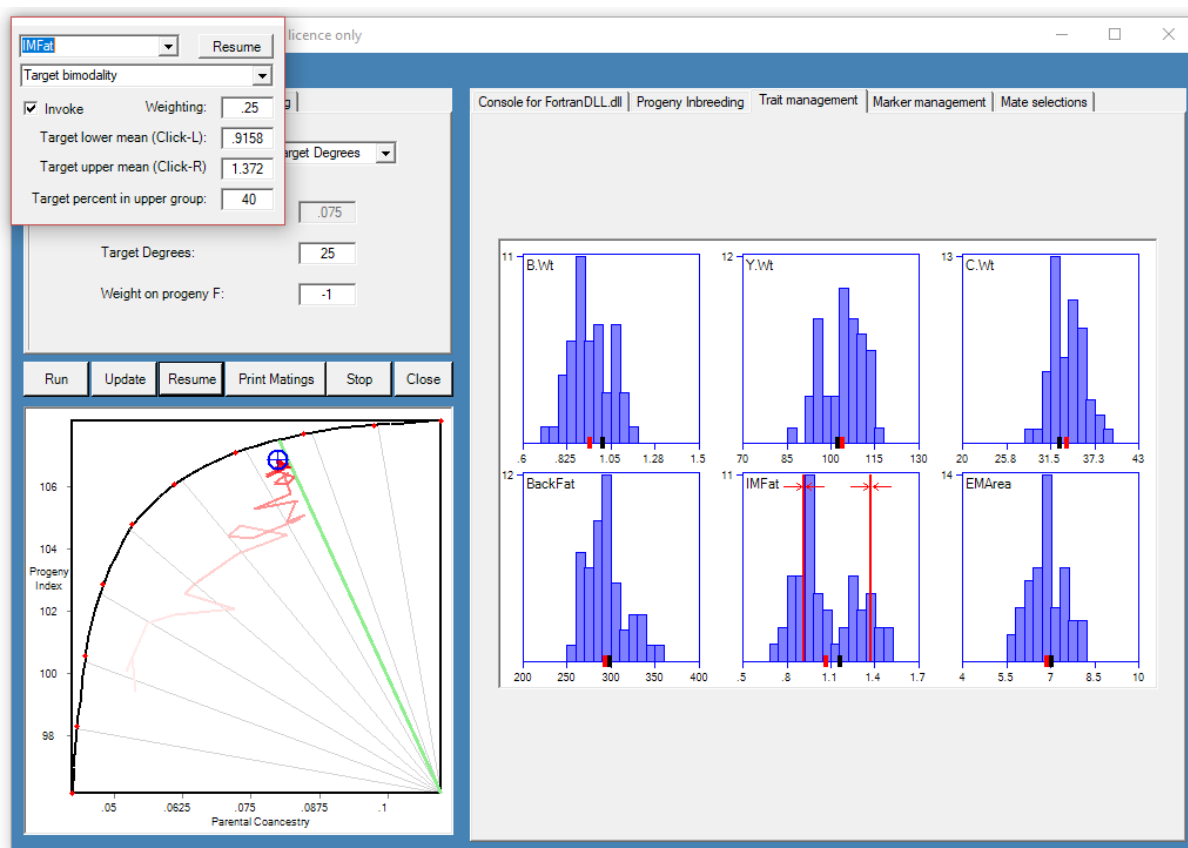 licence only
IMFat Resume
Target bimodality
Invoke Weighting: .25
Target lower mean (Click-L): .9158
Target upper mean (Click-R) 1.372
Target percent in upper group: 40
Degrees
.075
Target Degrees: 25
Weight on progeny F: -1
Run Update Resume Print Matings Stop Close
106
104
Progeny
Index
102
100
98
.05 .0625 .075 .0875 .1
Parental Coancestry
Console for FortranDLL.dll Progeny Inbreeding Trait management Marker management Mate selections
11 B.Wt
.6 .825 1.05 1.28 1.5
12 Y.Wt
70 85 100 115 130
13 C.Wt
20 25.8 31.5 37.3 43
12 BackFat
200 250 300 350 400
11 IMFat
.5 .8 1.1 1.4 1.7
14 EMArea
4 5.5 7 8.5 10